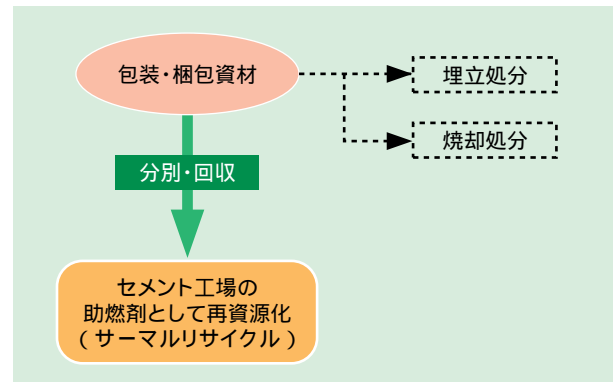 包装・梱包資材
埋立処分
焼却処分
分別・回収
セメント工場の
助燃剤として再資源化
(サーマルリサイクル)